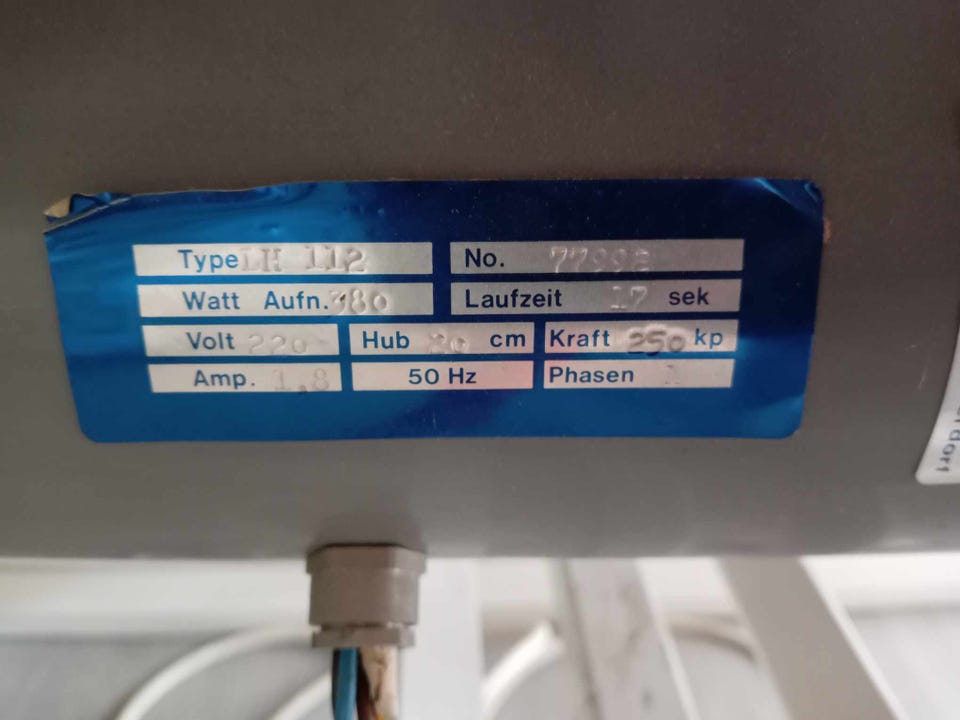 Type LH 112 No.
Watt Aufn. 380 Laufzeit 17 sek
Volt 220 Hub 20 cm Kraft 250 kp
Amp. 1,8 50 Hz Phasen 1